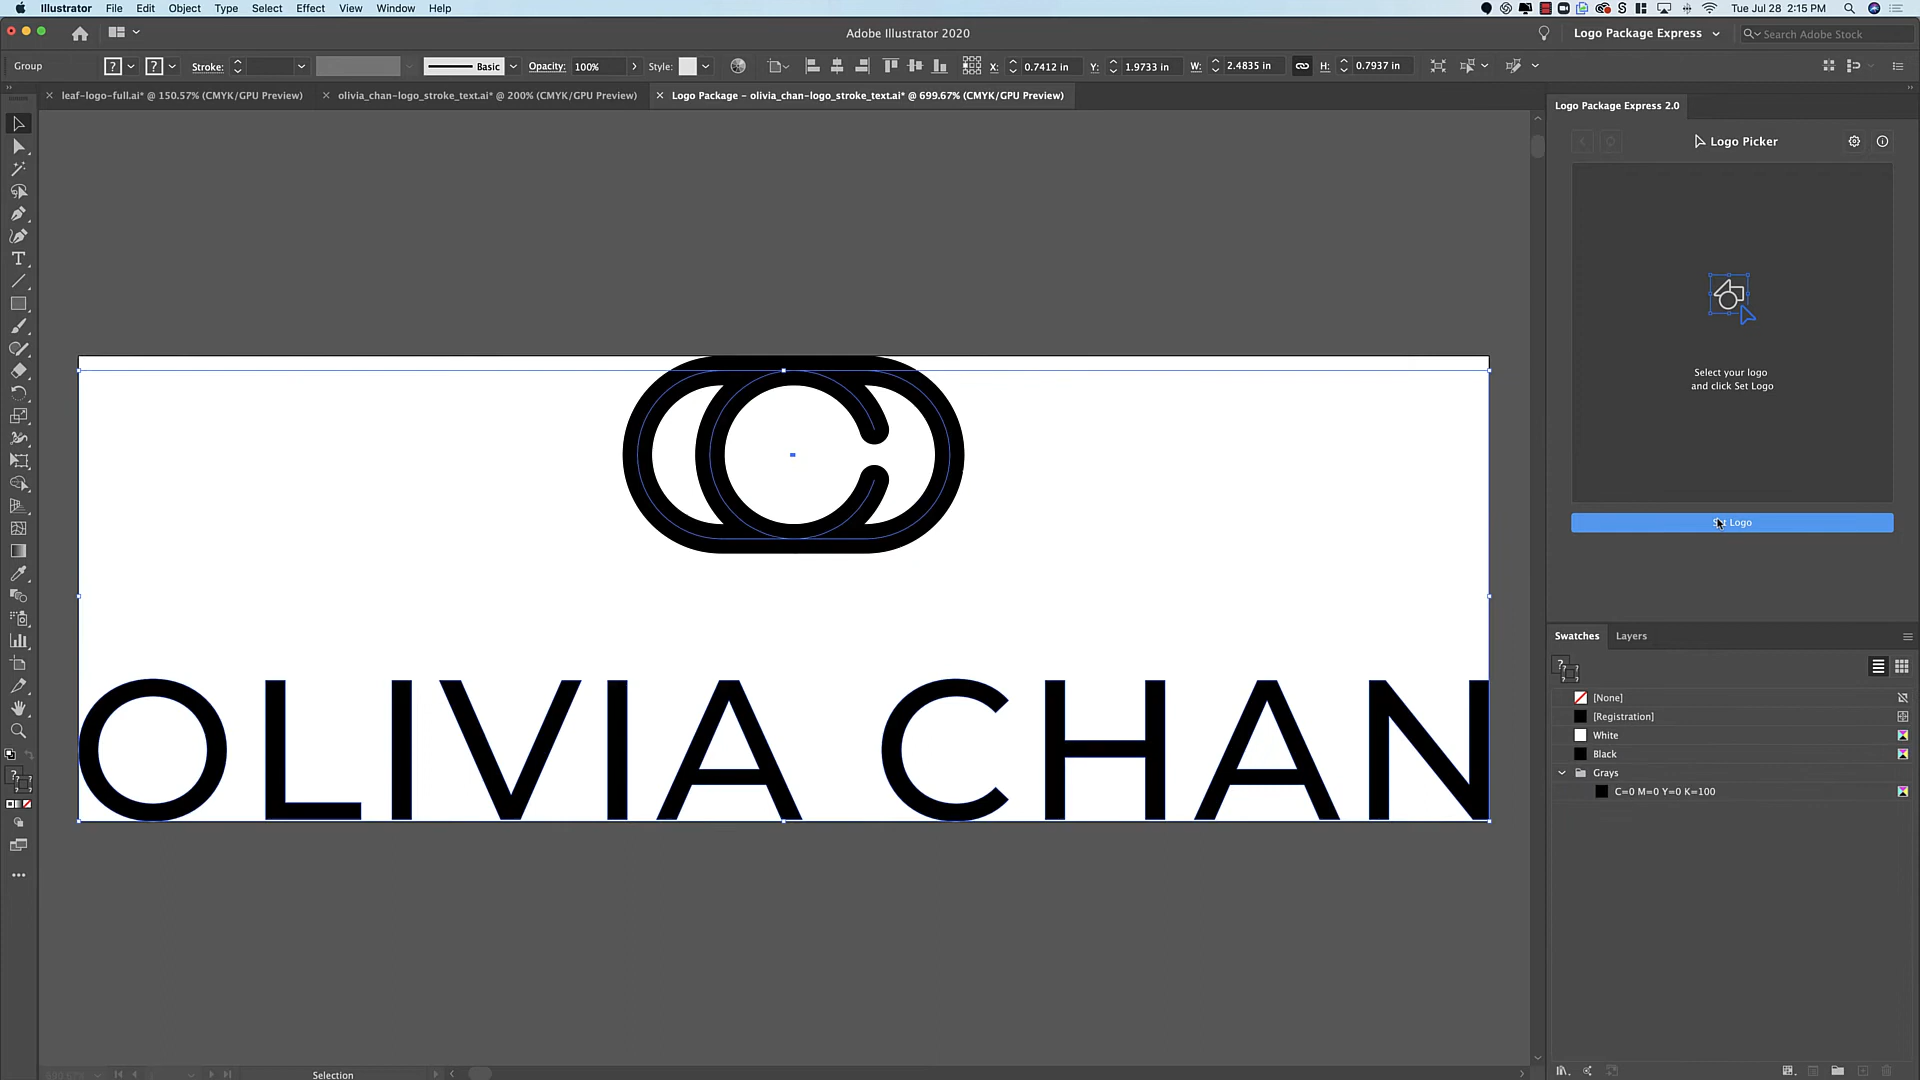 Illustrator File Edit Object Type Select Effect View Window Help
Tue Jul 28 2:15 PM
Adobe Illustrator 2020
Logo Package Express
Search Adobe Stock
Group
?
?
Stroke:
Basic
Opacity: 100%
Style:
X: 0.7412 in
Y: 1.9733 in
W: 2.4835 in
H: 0.7937 in
leaf-logo-full.ai* @ 150.57% (CMYK/GPU Preview)
olivia_chan-logo_stroke_text.ai* @ 200% (CMYK/GPU Preview)
Logo Package - olivia_chan-logo_stroke_text.ai* @ 699.67% (CMYK/GPU Preview)
Logo Package Express 2.0
Logo Picker
Select your logo
and click Set Logo
Set Logo
OLIVIA CHAN
Swatches Layers
[None]
[Registration]
White
Black
Grays
C=0 M=0 Y=0 K=100
Selection